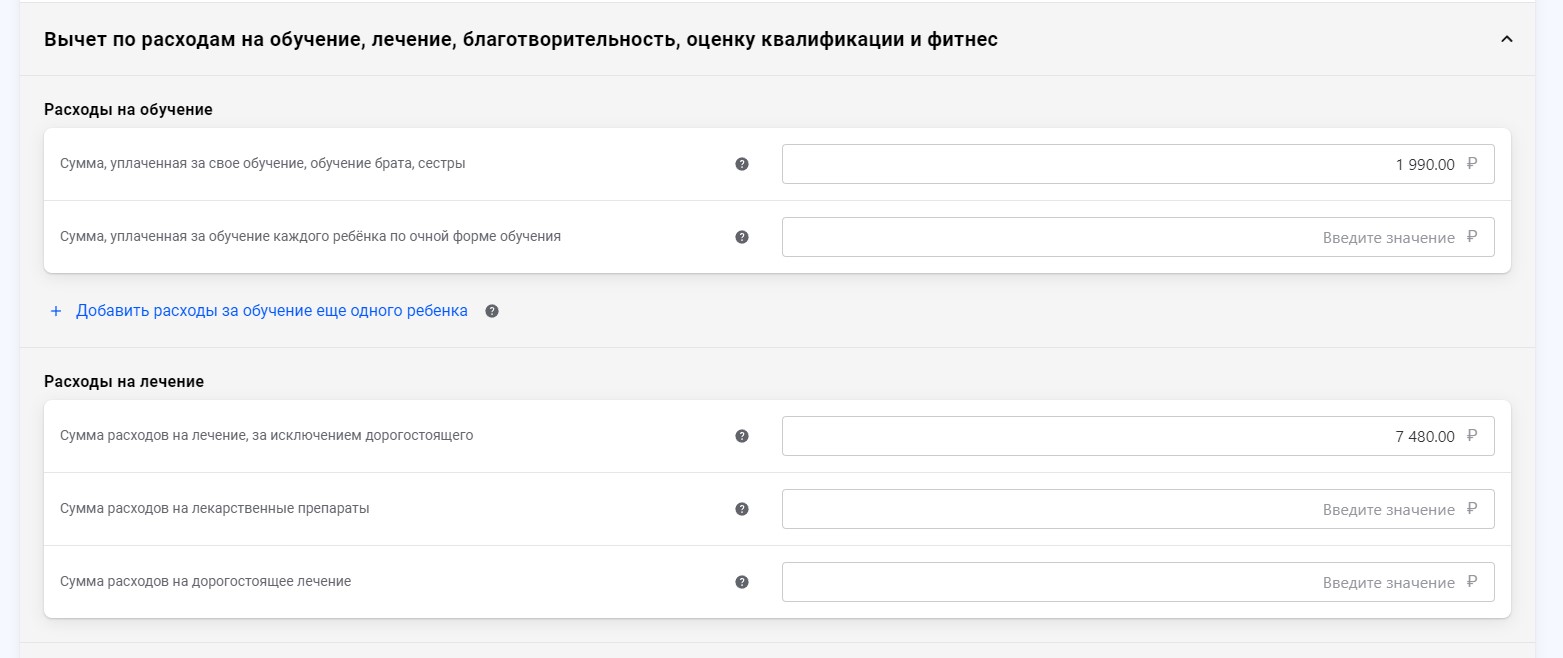 Вычет по расходам на обучение, лечение, благотворительность, оценку квалификации и фитнес
Расходы на обучение
Сумма, уплаченная за свое обучение, обучение брата, сестры ? 1 990.00 ₽
Сумма, уплаченная за обучение каждого ребёнка по очной форме обучения ? Введите значение ₽
+ Добавить расходы за обучение еще одного ребенка ?
Расходы на лечение
Сумма расходов на лечение, за исключением дорогостоящего ? 7 480.00 ₽
Сумма расходов на лекарственные препараты ? Введите значение ₽
Сумма расходов на дорогостоящее лечение ? Введите значение ₽